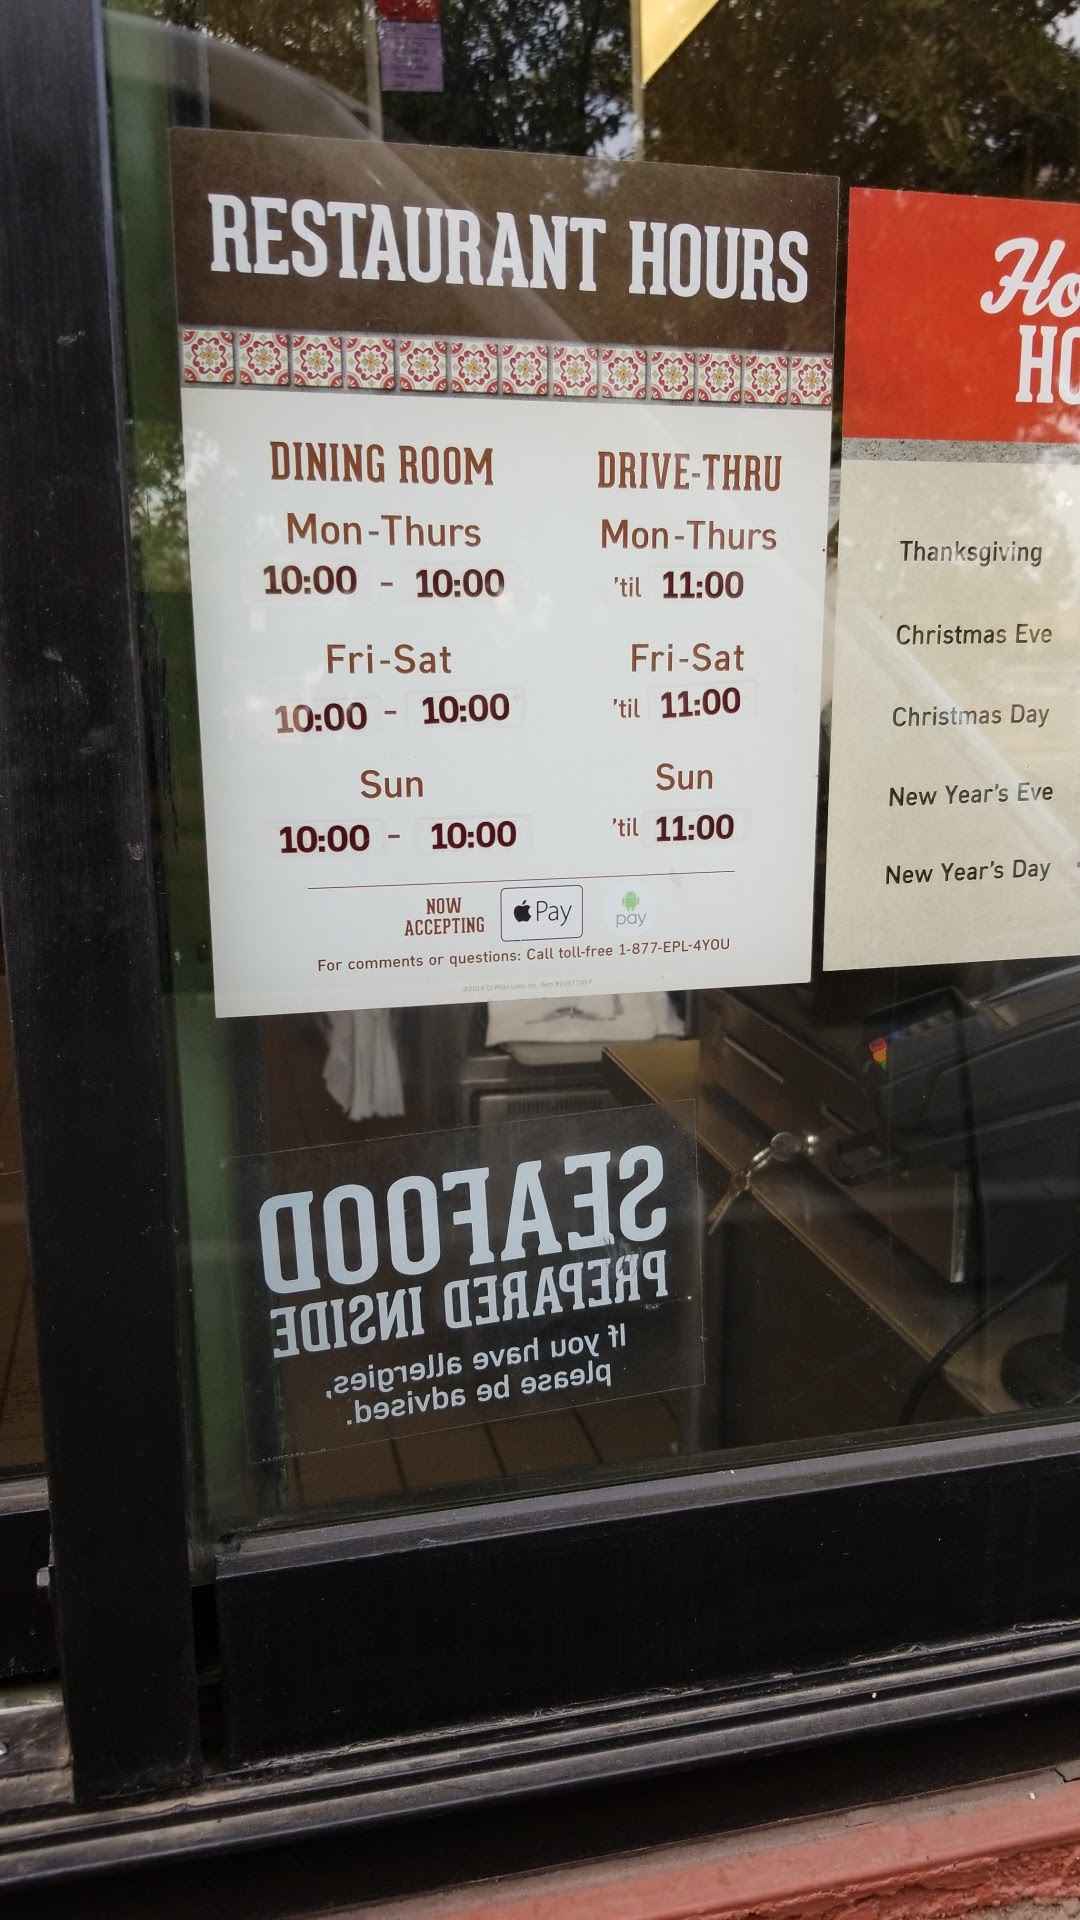 RESTAURANT HOURS
DINING ROOM
Mon-Thurs
10:00 - 10:00
Fri-Sat
10:00 - 10:00
Sun
10:00 - 10:00
DRIVE-THRU
Mon-Thurs
'til 11:00
Fri-Sat
'til 11:00
Sun
'til 11:00
NOW
ACCEPTING
Pay
pay
For comments or questions: Call toll-free 1-877-EPL-4YOU
Ho
HO
Thanksgiving
Christmas Eve
Christmas Day
New Year's Eve
New Year's Day
SEAFOOD
PREPARED INSIDE
If you have allergies,
please be advised.